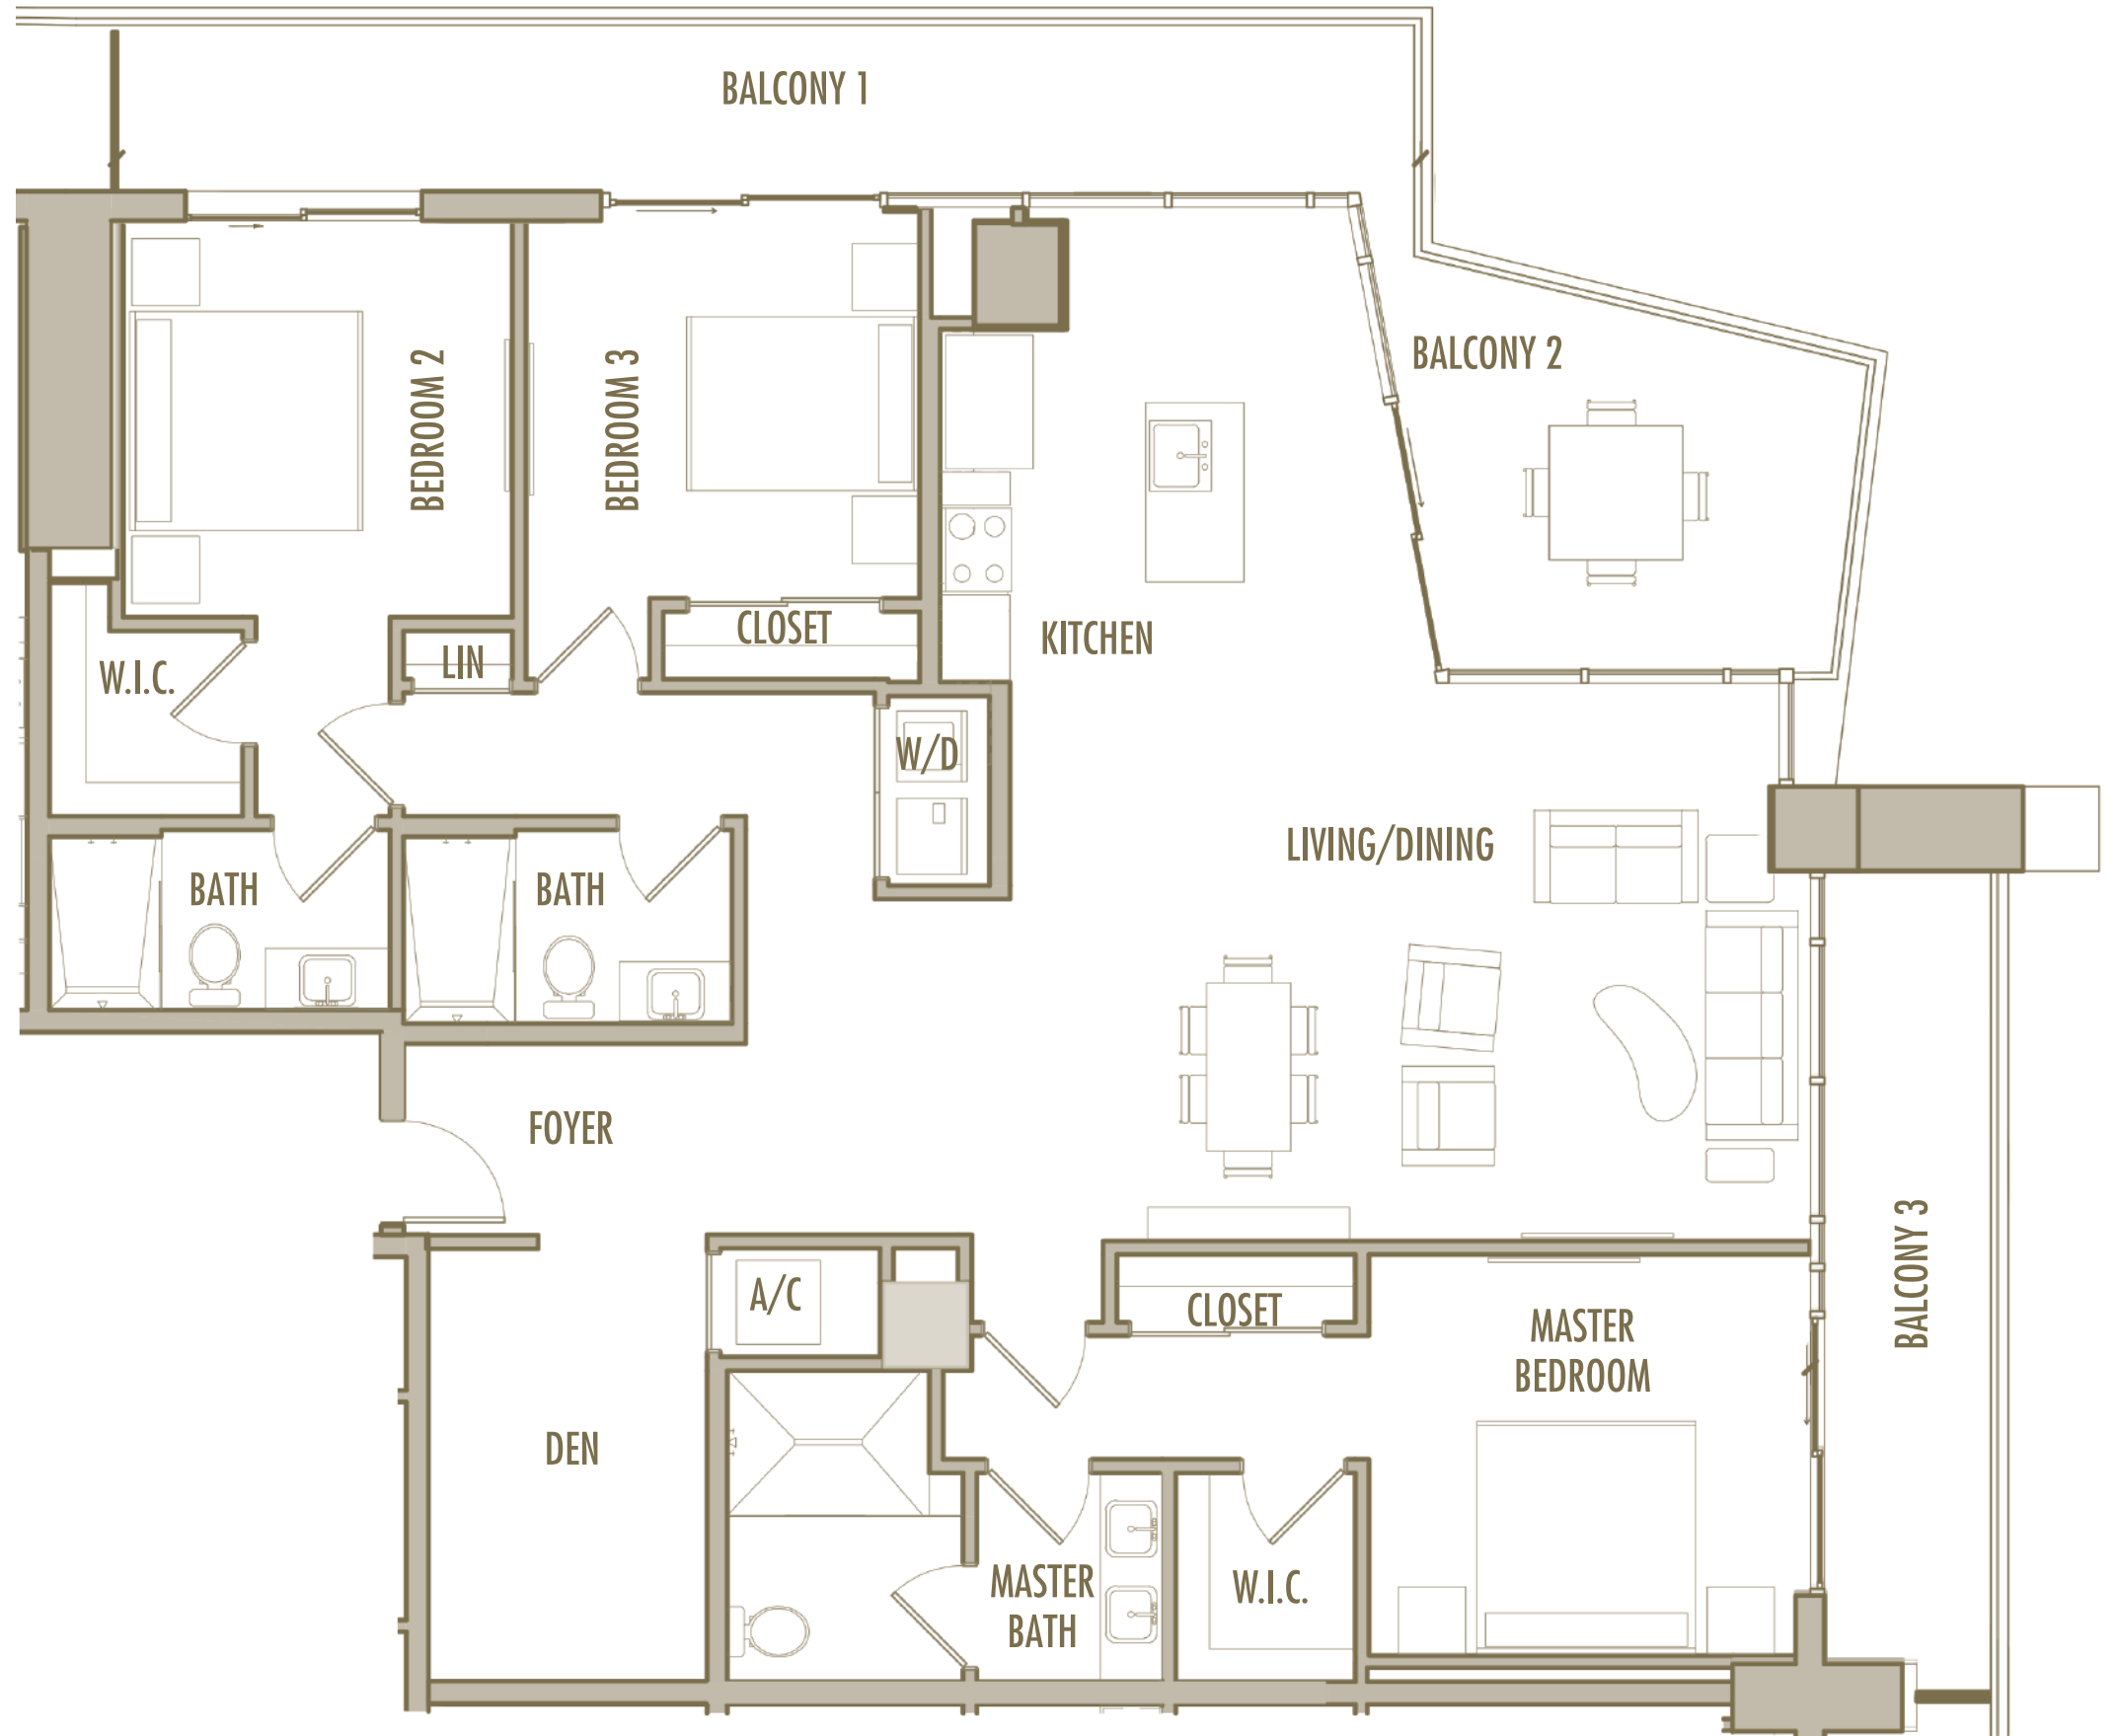 BALCONY 1
BALCONY 2
BEDROOM 2
BEDROOM 3
CLOSET
KITCHEN
LIN
W.I.C.
W/D
LIVING/DINING
BATH
BATH
FOYER
BALCONY 3
A/C
CLOSET
MASTER
BEDROOM
DEN
MASTER
BATH
W.I.C.